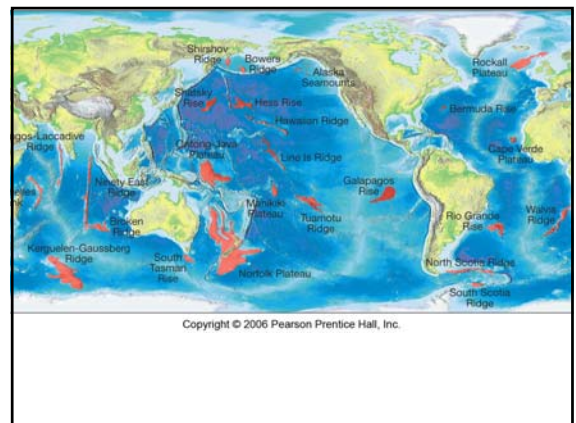 Shirshov
Ridge
Bowers
Ridge
Alaska
Seamounts
Rockall
Plateau
Shatsky
Rise
Hess Rise
Hawaiian Ridge
Bermuda Rise
Cape Verde
Plateau
Ontong-Java
Plateau
Line Is Ridge
-Laccadive
Ridge
Ninety East
Ridge
Broken
Ridge
Manikiki
Plateau
Tuamotu
Ridge
Galapagos
Rise
Rio Grande
Rise
Walvis
Ridge
Kerguelen-Gaussberg
Ridge
South
Tasman
Rise
Norfolk Plateau
North Scotia Ridge
South Scotia
Ridge
Copyright © 2006 Pearson Prentice Hall, Inc.